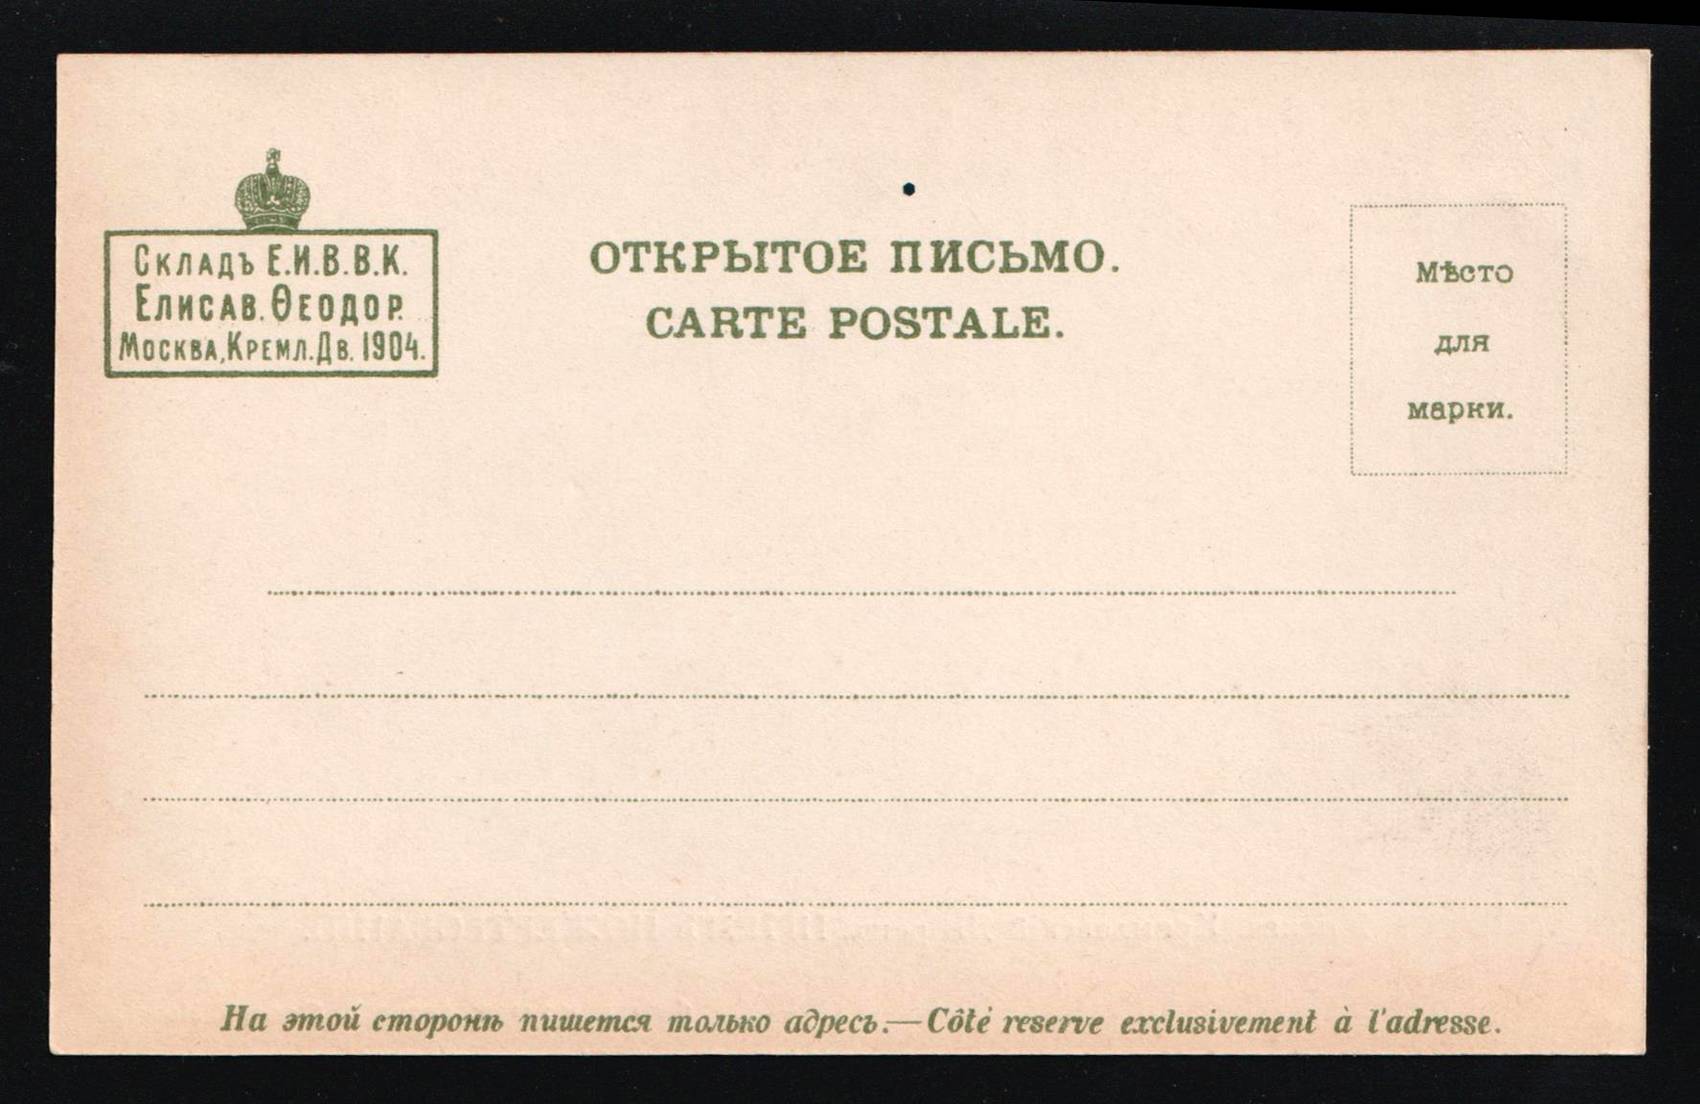 Складъ Е.И.В.В.К.
Елисав. Ѳеодор.
Москва, Кремл. Дв. 1904.
ОТКРЫТОЕ ПИСЬМО.
CARTE POSTALE.
Мѣсто
для
марки.
На этой сторонѣ пишется только адресъ.—Côté reserve exclusivement à l'adresse.